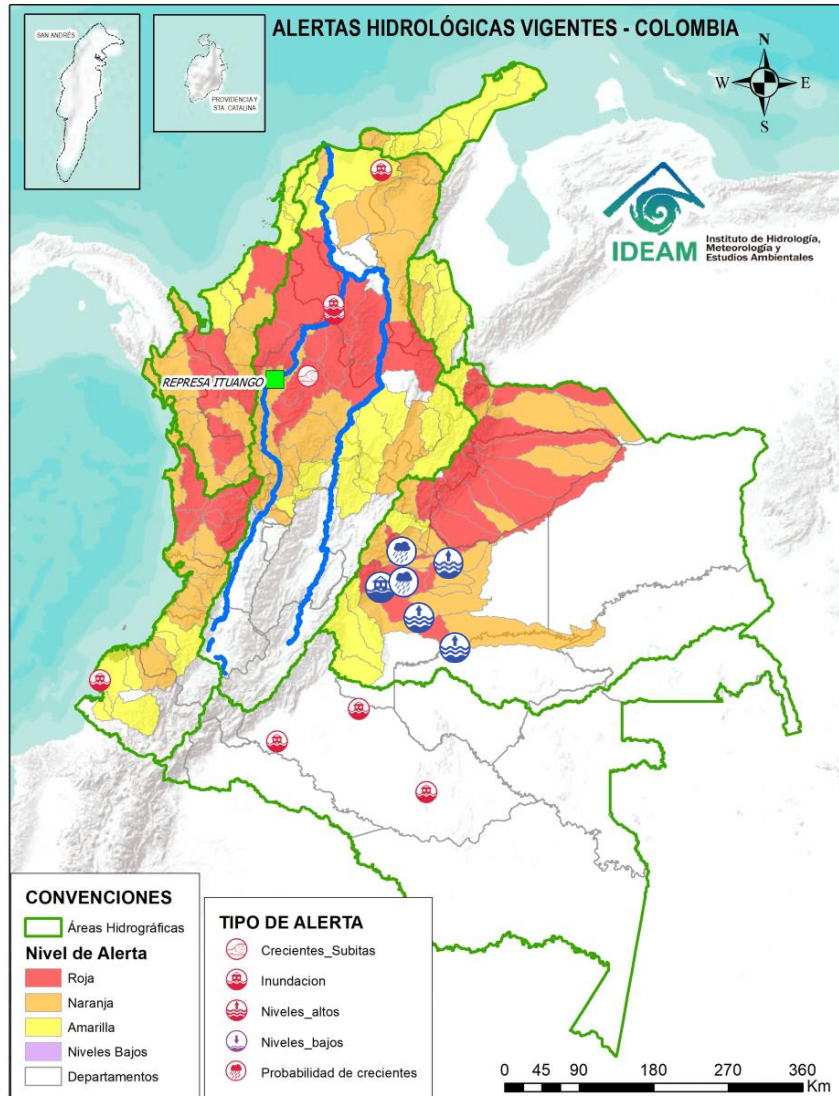 ALERTAS HIDROLÓGICAS VIGENTES - COLOMBIA
SAN ANDRÉS
PROVIDENCIA Y
STA. CATALINA
N
W
E
S
IDEAM
Instituto de Hidrología,
Meteorología y
Estudios Ambientales
REPRESA ITUANGO
CONVENCIONES
Áreas Hidrográficas
Nivel de Alerta
Roja
Naranja
Amarilla
Niveles Bajos
Departamentos
TIPO DE ALERTA
Crecientes_Subitas
Inundacion
Niveles_altos
Niveles_bajos
Probabilidad de crecientes
0 45 90 180 270 360
Km